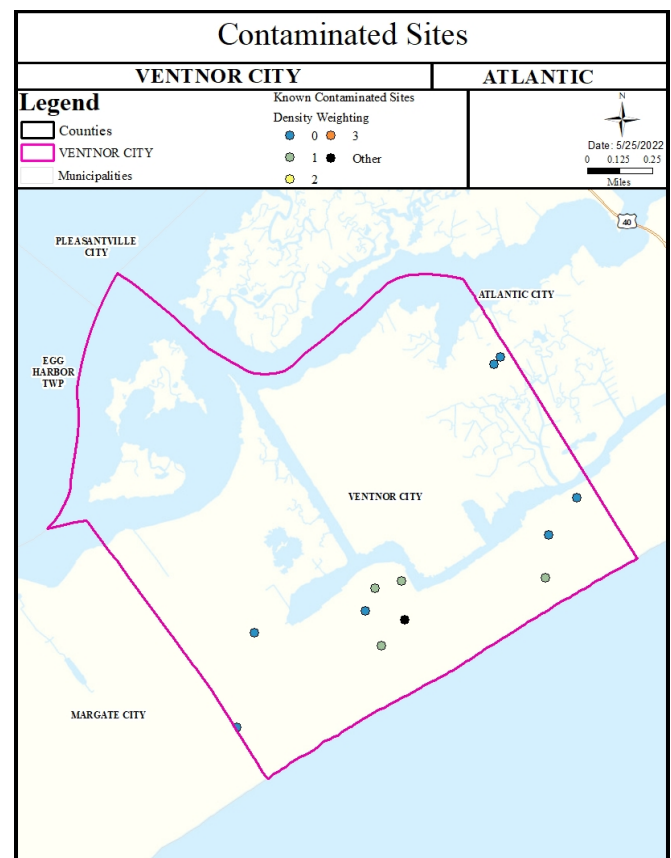 Contaminated Sites
VENTNOR CITY
ATLANTIC
Legend
Counties
VENTNOR CITY
Municipalities
Known Contaminated Sites
Density Weighting
0 3
1 Other
2
N
Date: 5/25/2022
0 0.125 0.25
Miles
40
PLEASANTVILLE
CITY
ATLANTIC CITY
EGG
HARBOR
TWP
VENTNOR CITY
MARGATE CITY